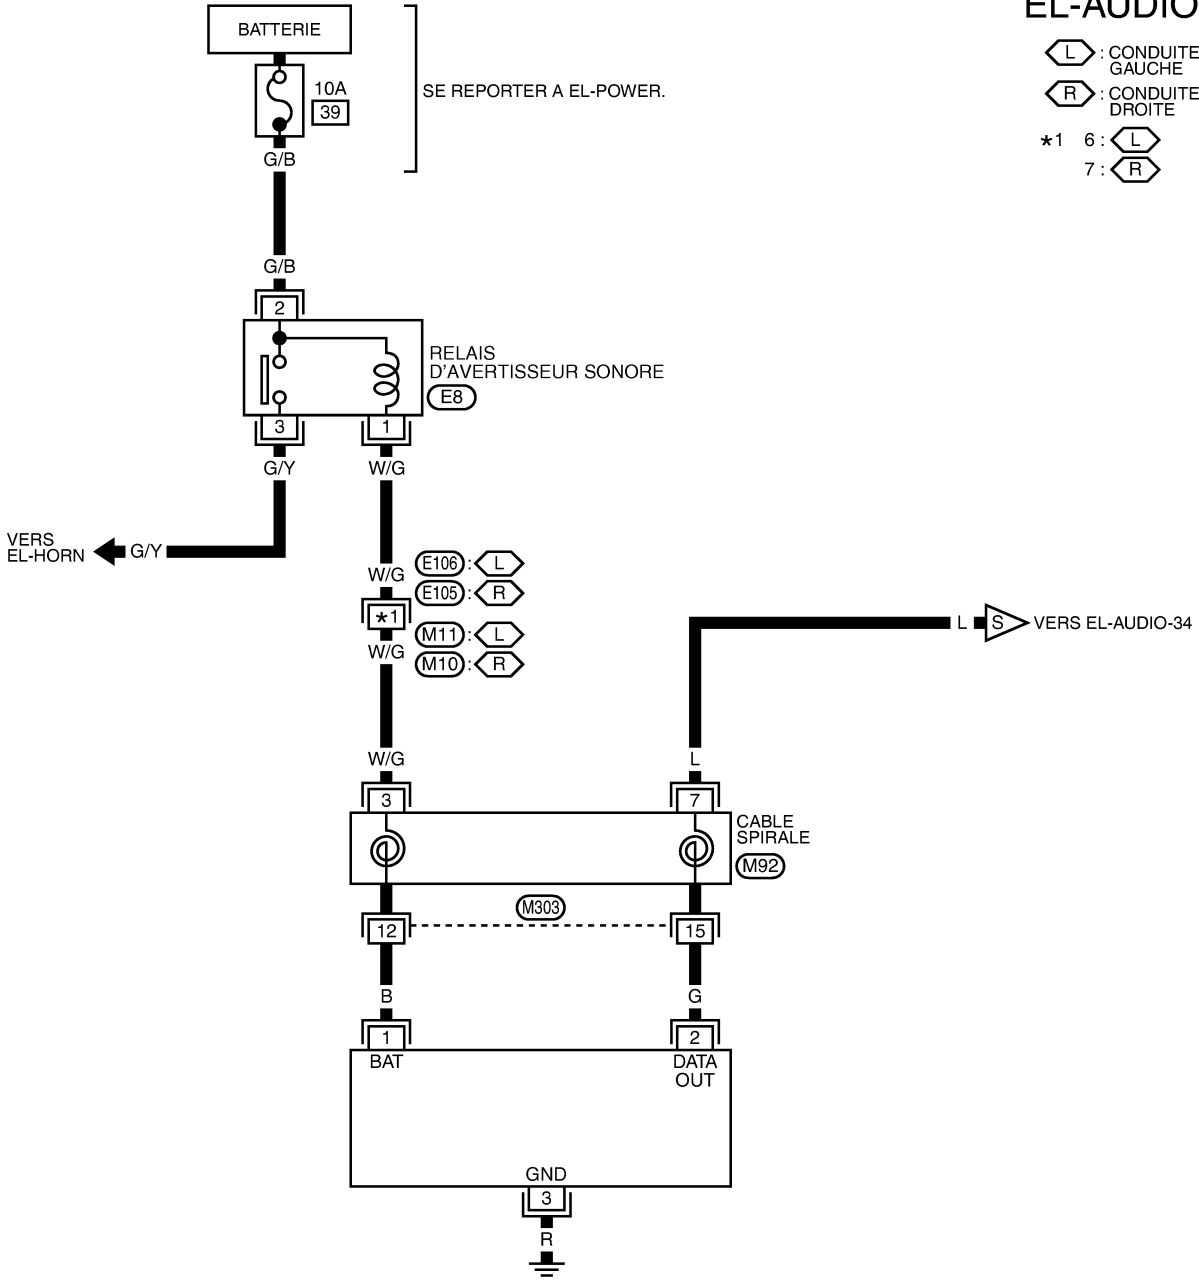 EL-AUDIO
BATTERIE
L : CONDUITE
GAUCHE
10A
39
SE REPORTER A EL-POWER.
R : CONDUITE
DROITE
*1 6 : L
7 : R
G/B
G/B
2
RELAIS
D'AVERTISSEUR SONORE
E8
3
1
G/Y
W/G
VERS
EL-HORN
G/Y
W/G
E106 : L
E105 : R
*1
M11 : L
M10 : R
W/G
L
S
VERS EL-AUDIO-34
W/G
L
3
7
CABLE
SPIRALE
M92
M303
12
15
B
G
1
2
BAT
DATA
OUT
GND
3
R